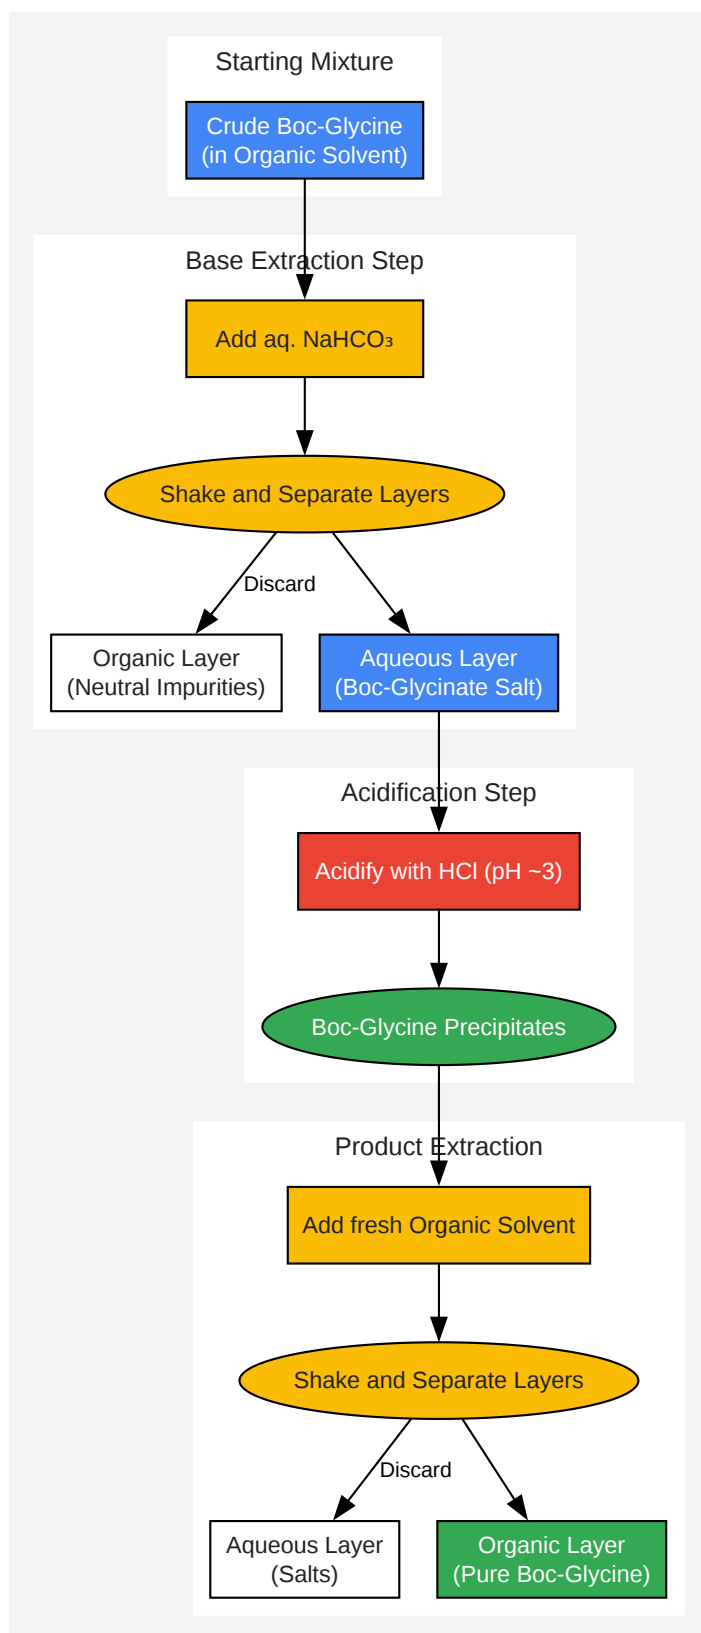 Starting Mixture
Crude Boc-Glycine
(in Organic Solvent)
Base Extraction Step
Add aq. NaHCO₃
Shake and Separate Layers
Discard
Organic Layer
(Neutral Impurities)
Aqueous Layer
(Boc-Glycinate Salt)
Acidification Step
Acidify with HCl (pH ~3)
Boc-Glycine Precipitates
Product Extraction
Add fresh Organic Solvent
Shake and Separate Layers
Discard
Aqueous Layer
(Salts)
Organic Layer
(Pure Boc-Glycine)